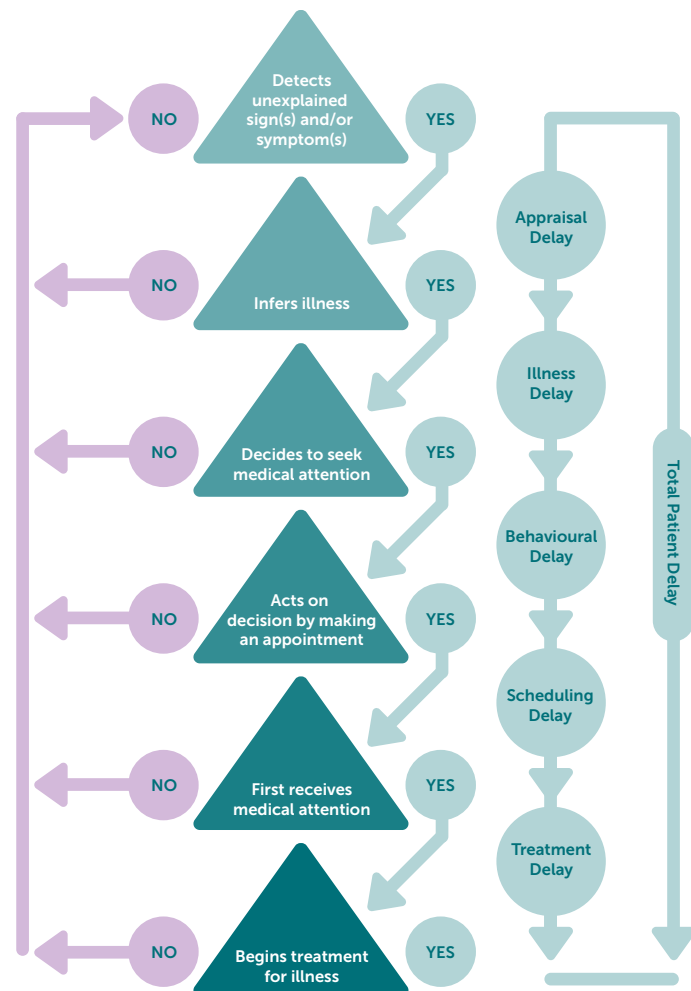 Detects
unexplained
sign(s) and/or
symptom(s)
NO
YES
Appraisal
Delay
Infers illness
NO
YES
Illness
Delay
Decides to seek
medical attention
NO
YES
Behavioural
Delay
Total Patient Delay
Acts on
decision by making
an appointment
NO
YES
Scheduling
Delay
First receives
medical attention
NO
YES
Treatment
Delay
Begins treatment
for illness
NO
YES